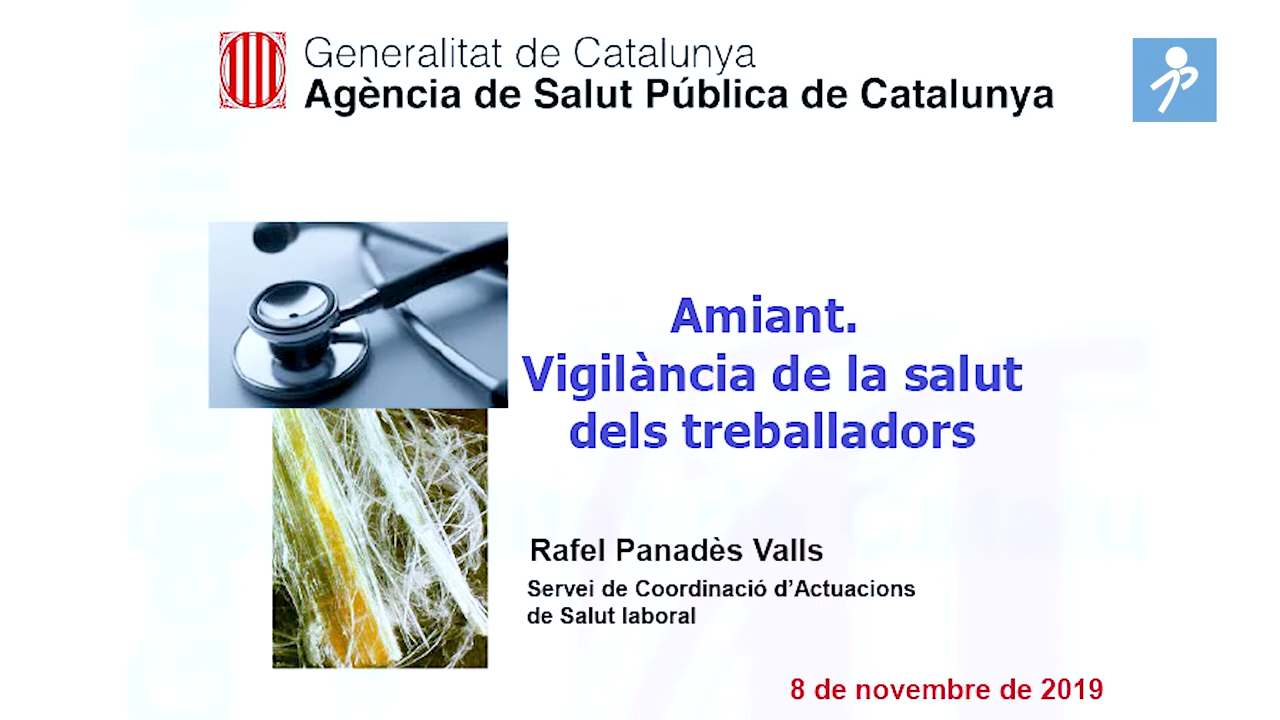 Generalitat de Catalunya
Agència de Salut Pública de Catalunya
Amiant.
Vigilància de la salut
dels treballadors
Rafel Panadès Valls
Servei de Coordinació d'Actuacions
de Salut laboral
8 de novembre de 2019